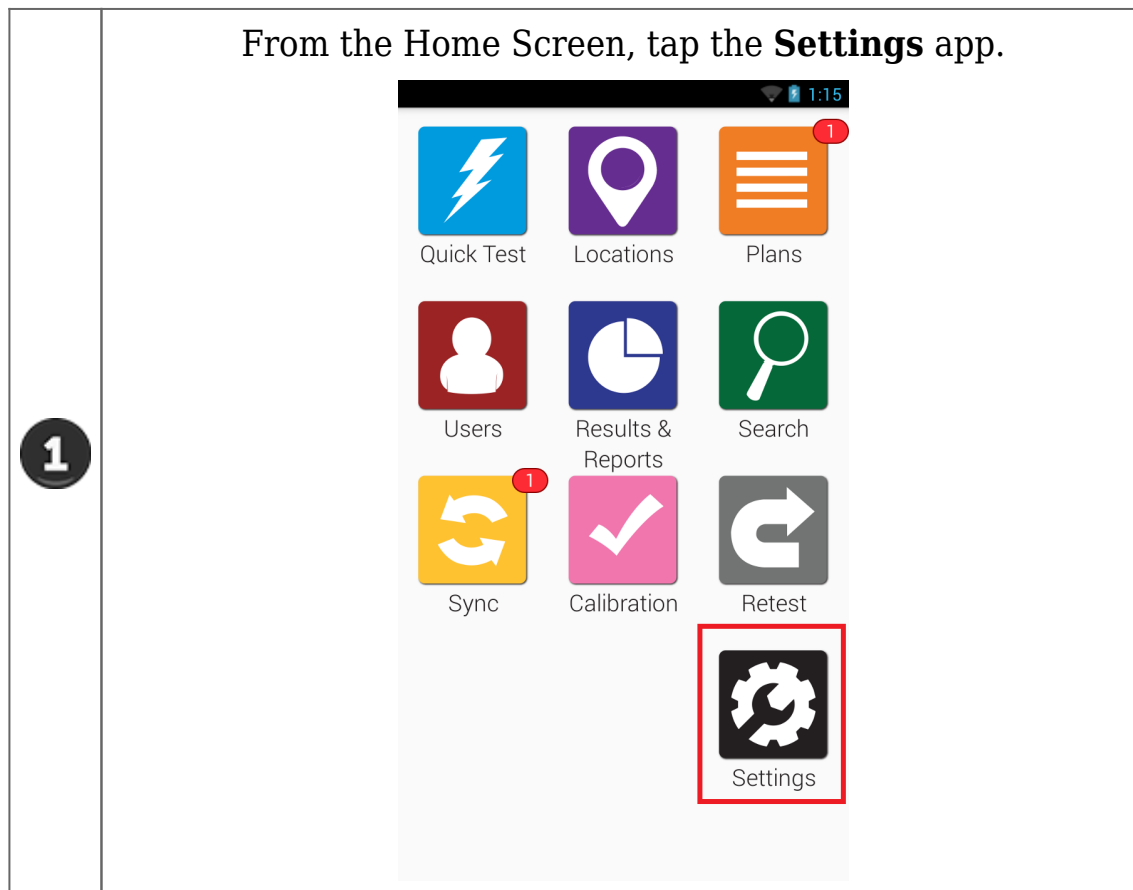 From the Home Screen, tap the Settings app.
1:15
1
Quick Test Locations Plans
Users Results & Search
Reports
1
1
Sync Calibration Retest
Settings